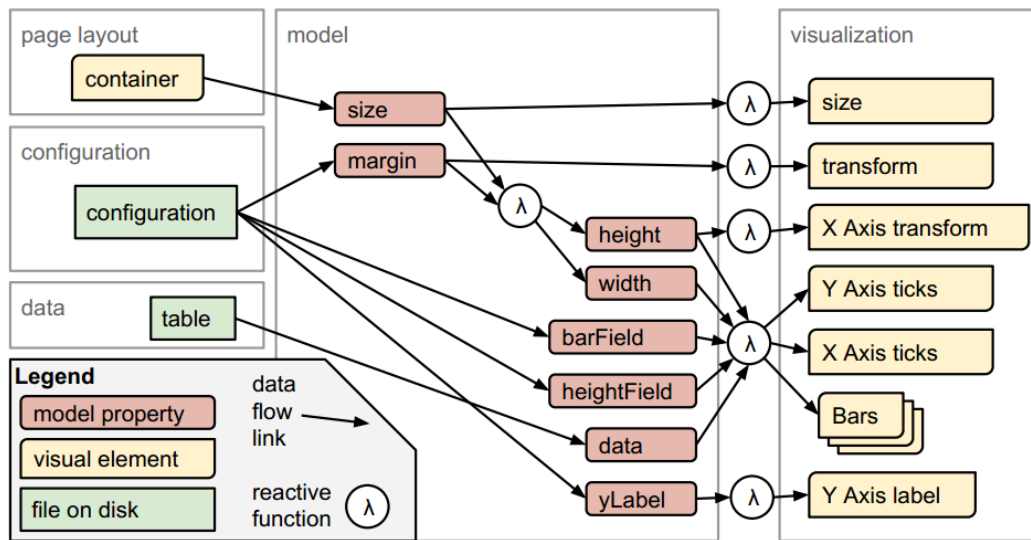 page layout
container
configuration
configuration
data
table
Legend
model property
visual element
file on disk
data
flow
link
reactive
function
λ
model
size
margin
λ
height
width
barField
heightField
data
yLabel
λ
λ
λ
λ
λ
visualization
size
transform
X Axis transform
Y Axis ticks
X Axis ticks
Bars
Y Axis label